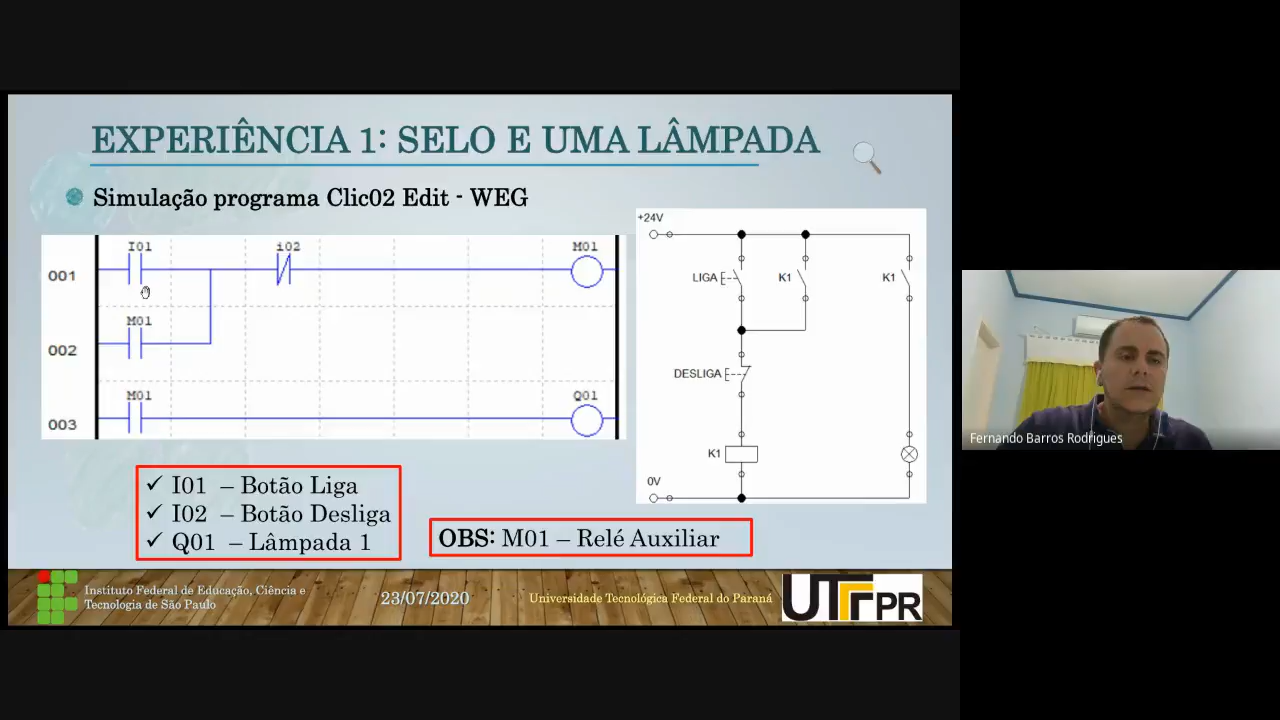 EXPERIÊNCIA 1: SELO E UMA LÂMPADA
Simulação programa Clic02 Edit - WEG
I01 i02 M01
001
M01
002
M01 Q01
003
+24V
LIGA K1 K1
DESLIGA
K1
0V
✓ I01 – Botão Liga
✓ I02 – Botão Desliga
✓ Q01 – Lâmpada 1
OBS: M01 – Relé Auxiliar
Instituto Federal de Educação, Ciência e
Tecnologia de São Paulo
23/07/2020
Universidade Tecnológica Federal do Paraná
UTFPR
Fernando Barros Rodrigues